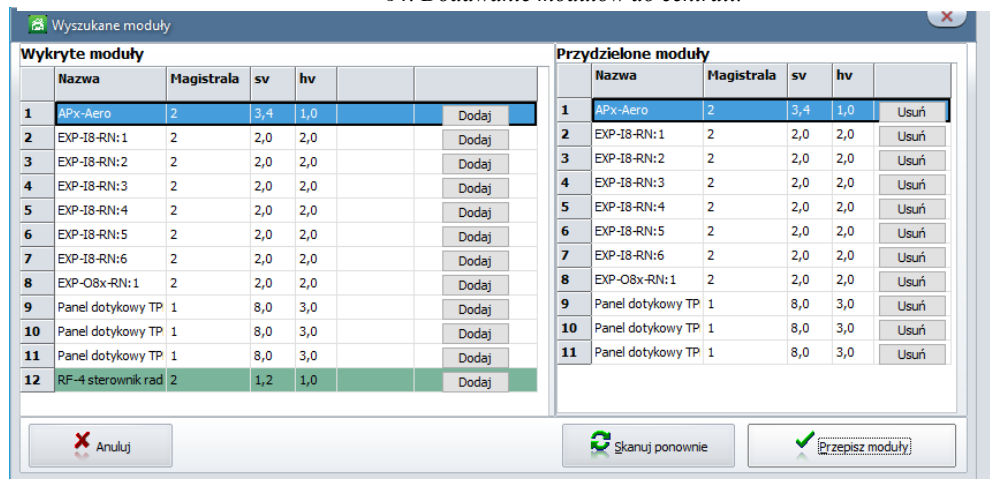 Wyszukane moduły
Wykryte moduły
Nazwa Magistrala sv hv
1 APx-Aero 2 3,4 1,0 Dodaj
2 EXP-I8-RN:1 2 2,0 2,0 Dodaj
3 EXP-I8-RN:2 2 2,0 2,0 Dodaj
4 EXP-I8-RN:3 2 2,0 2,0 Dodaj
5 EXP-I8-RN:4 2 2,0 2,0 Dodaj
6 EXP-I8-RN:5 2 2,0 2,0 Dodaj
7 EXP-I8-RN:6 2 2,0 2,0 Dodaj
8 EXP-O8x-RN:1 2 2,0 2,0 Dodaj
9 Panel dotykowy TP 1 8,0 3,0 Dodaj
10 Panel dotykowy TP 1 8,0 3,0 Dodaj
11 Panel dotykowy TP 1 8,0 3,0 Dodaj
12 RF-4 sterownik rad 2 1,2 1,0 Dodaj
Przydzielone moduły
Nazwa Magistrala sv hv
1 APx-Aero 2 3,4 1,0 Usuń
2 EXP-I8-RN:1 2 2,0 2,0 Usuń
3 EXP-I8-RN:2 2 2,0 2,0 Usuń
4 EXP-I8-RN:3 2 2,0 2,0 Usuń
5 EXP-I8-RN:4 2 2,0 2,0 Usuń
6 EXP-I8-RN:5 2 2,0 2,0 Usuń
7 EXP-I8-RN:6 2 2,0 2,0 Usuń
8 EXP-O8x-RN:1 2 2,0 2,0 Usuń
9 Panel dotykowy TP 1 8,0 3,0 Usuń
10 Panel dotykowy TP 1 8,0 3,0 Usuń
11 Panel dotykowy TP 1 8,0 3,0 Usuń
Anuluj
Skanuj ponownie
Przepisz moduły